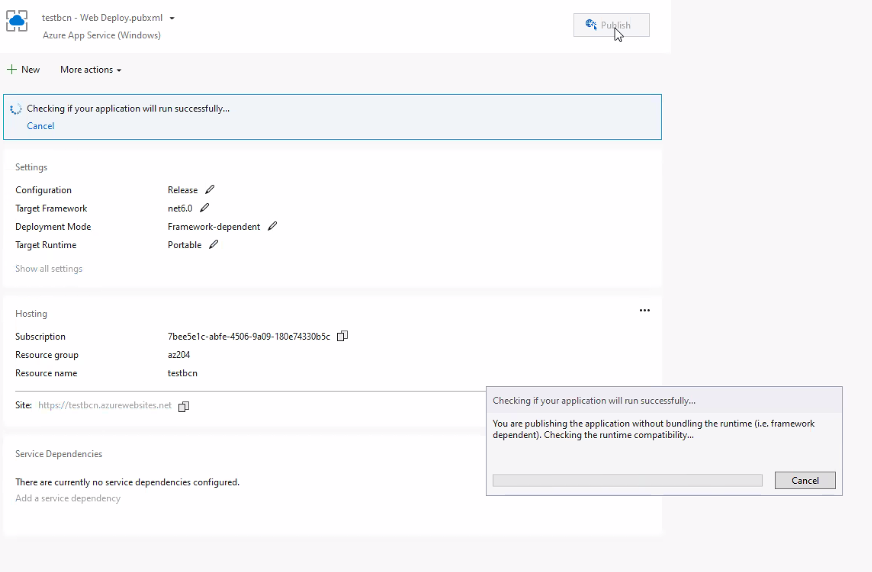 testbcn - Web Deploy.pubxml
Azure App Service (Windows)
Publish
New
More actions
Checking if your application will run successfully...
Cancel
Settings
Configuration
Release
Target Framework
net6.0
Deployment Mode
Framework-dependent
Target Runtime
Portable
Show all settings
Hosting
Subscription
7bee5e1c-abfe-4506-9a09-180e74330b5c
Resource group
az204
Resource name
testbcn
Site: https://testbcn.azurewebsites.net
Service Dependencies
There are currently no service dependencies configured.
Add a service dependency
Checking if your application will run successfully...
You are publishing the application without bundling the runtime (i.e. framework
dependent). Checking the runtime compatibility...
Cancel